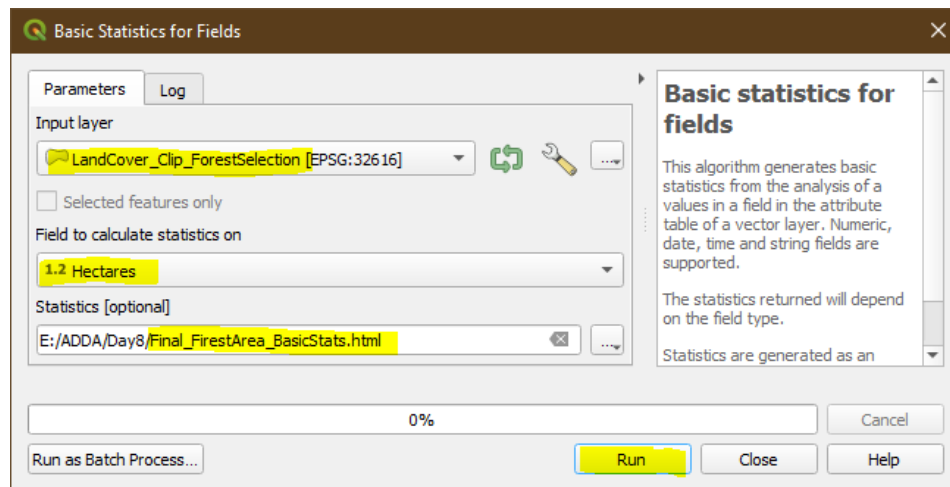 Basic Statistics for Fields
Parameters
Log
Input layer
LandCover_Clip_ForestSelection [EPSG:32616]
...
Selected features only
Field to calculate statistics on
1.2 Hectares
Statistics [optional]
E:/ADDA/Day8/Final_FirestArea_BasicStats.html
...
Basic statistics for
fields
This algorithm generates basic
statistics from the analysis of a
values in a field in the attribute
table of a vector layer. Numeric,
date, time and string fields are
supported.
The statistics returned will depend
on the field type.
Statistics are generated as an
0%
Cancel
Run as Batch Process...
Run
Close
Help